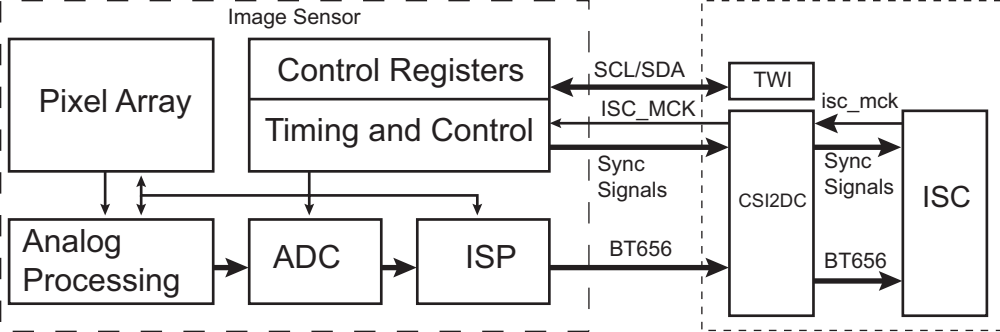 Image Sensor
Pixel Array
Control Registers
Timing and Control
SCL/SDA
TWI
ISC_MCK
isc_mck
Sync
Signals
Sync
Signals
CSI2DC
ISC
Analog
Processing
ADC
ISP
BT656
BT656